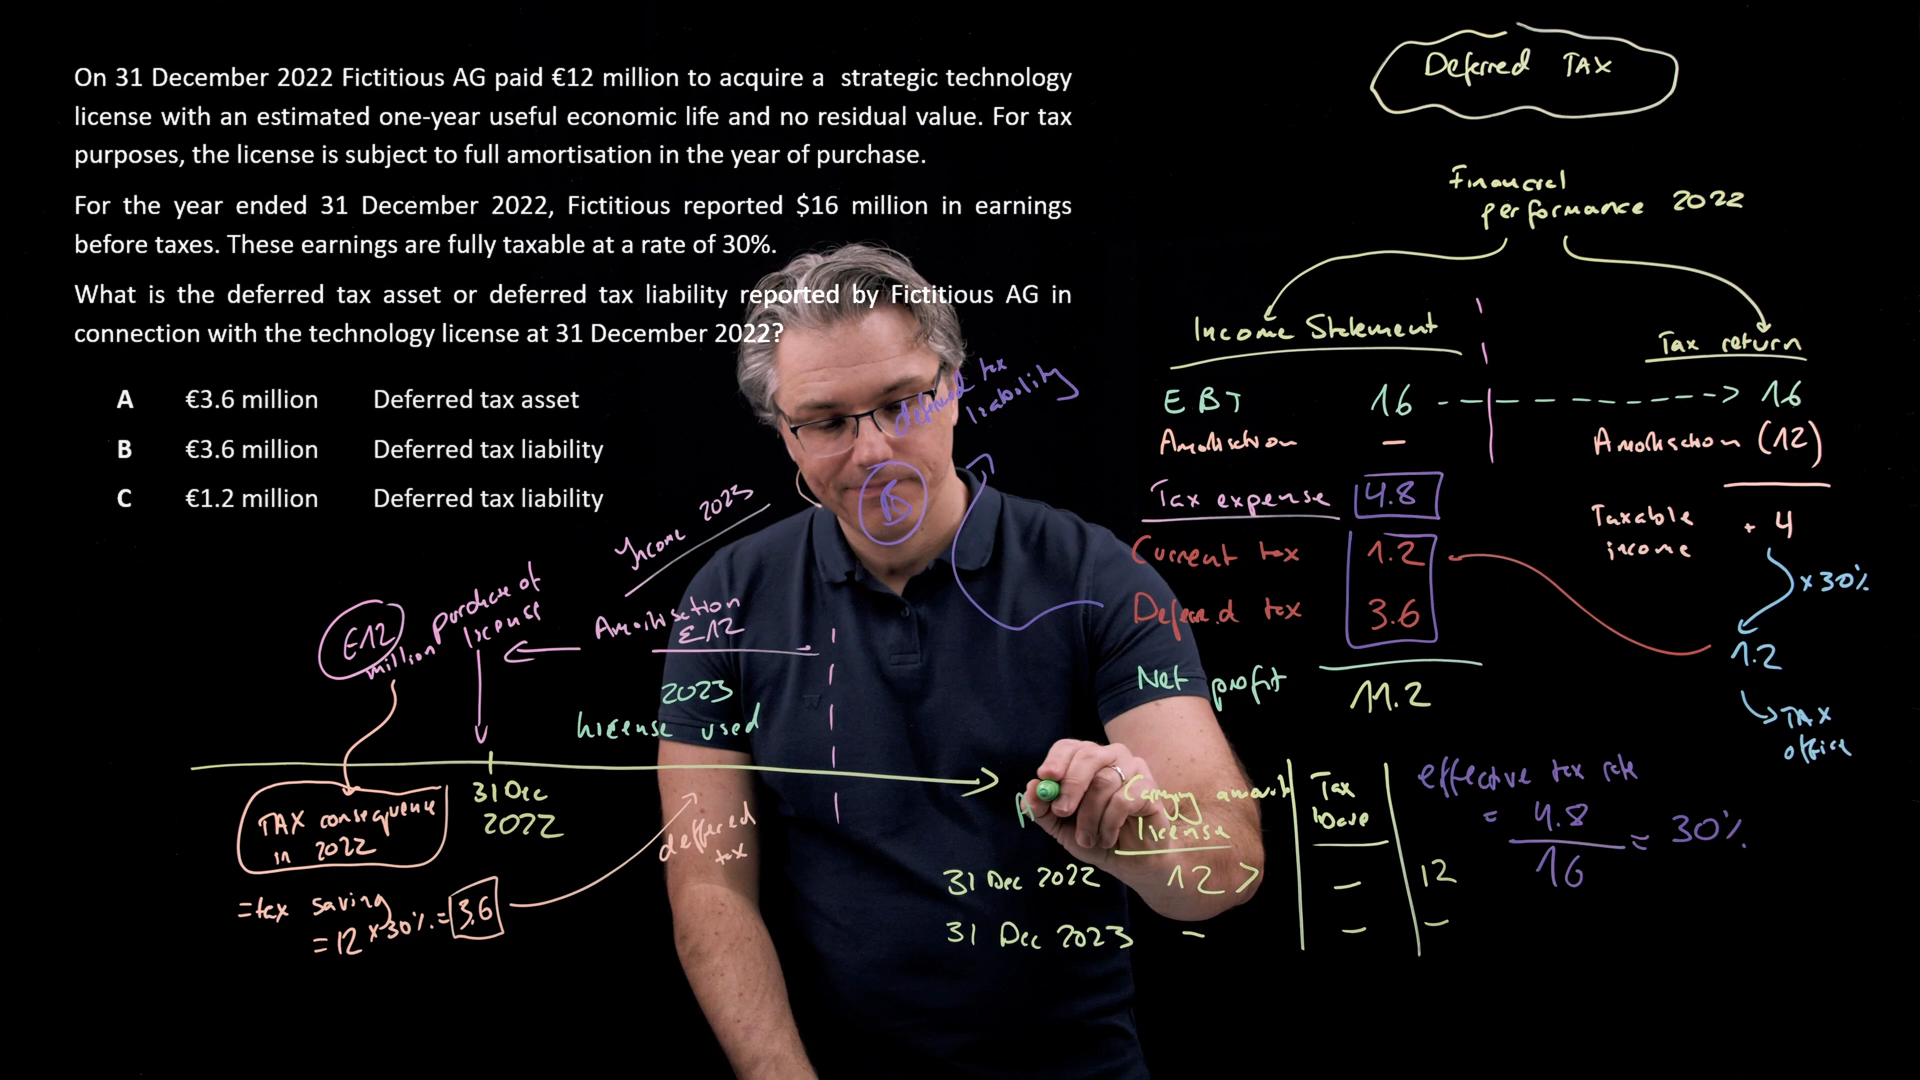 On 31 December 2022 Fictitious AG paid €12 million to acquire a strategic technology
license with an estimated one-year useful economic life and no residual value. For tax
purposes, the license is subject to full amortisation in the year of purchase.
For the year ended 31 December 2022, Fictitious reported $16 million in earnings
before taxes. These earnings are fully taxable at a rate of 30%.
What is the deferred tax asset or deferred tax liability reported by Fictitious AG in
connection with the technology license at 31 December 2022?
A €3.6 million Deferred tax asset
B €3.6 million Deferred tax liability
C €1.2 million Deferred tax liability
Deferred TAX
Financial
performance 2022
Income Statement
Tax return
EBT 16 16
Amortisation – Amortisation (12)
Tax expense 4.8
Taxable
income + 4
Current tax 1.2
x 30%
Deferred tax 3.6
1.2
Net profit 11.2
TAX
office
deferred tax
liability
B
Income 2023
Amortisation
€12
purchase of
license
€12
million
2023
license used
31 Dec
2022
TAX consequence
in 2022
= tax saving
= 12 x 30% = 3.6
deffered
tax
A
Carrying amount
license
Tax
base
31 Dec 2022 12 > – 12
31 Dec 2023 – – –
effective tax rate
= 4.8
16
= 30%